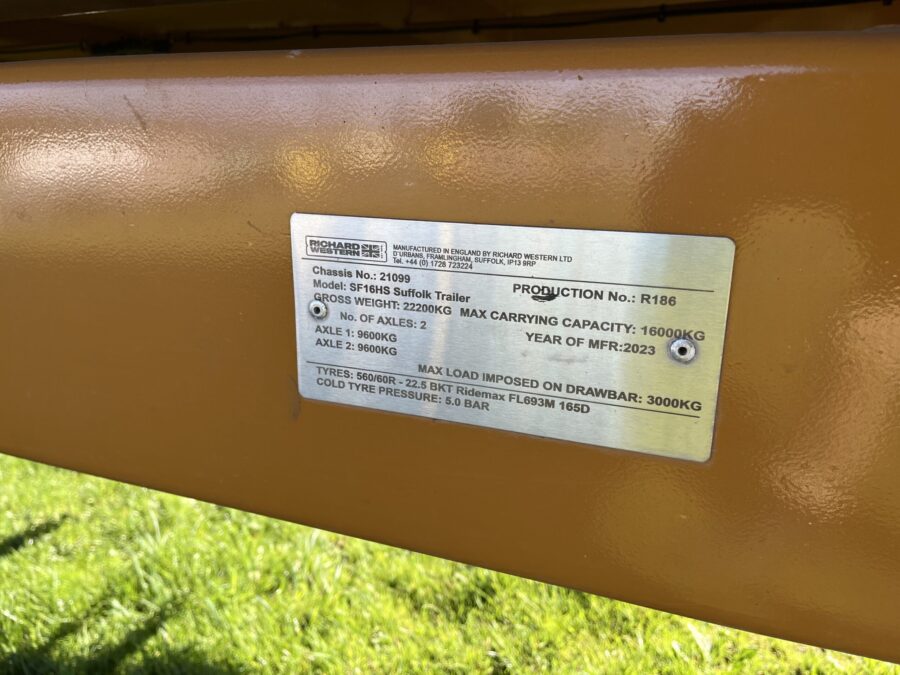 RICHARD
WESTERN
MANUFACTURED IN ENGLAND BY RICHARD WESTERN LTD
D'URBANS, FRAMLINGHAM, SUFFOLK, IP13 9RP
Tel. +44 (0) 1728 723224
Chassis No.: 21099
PRODUCTION No.: R186
Model: SF16HS Suffolk Trailer
GROSS WEIGHT: 22200KG
MAX CARRYING CAPACITY: 16000KG
No. OF AXLES: 2
YEAR OF MFR:2023
AXLE 1: 9600KG
AXLE 2: 9600KG
MAX LOAD IMPOSED ON DRAWBAR: 3000KG
TYRES: 560/60R - 22.5 BKT Ridemax FL693M 165D
COLD TYRE PRESSURE: 5.0 BAR